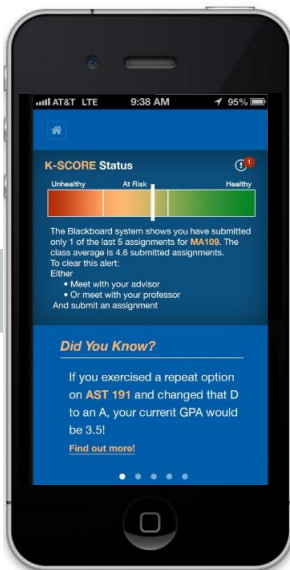 AT&T LTE 9:38 AM 95%
K-SCORE Status 1
Unhealthy At Risk Healthy
The Blackboard system shows you have submitted
only 1 of the last 5 assignments for MA109. The
class average is 4.6 submitted assignments.
To clear this alert:
Either
• Meet with your advisor
• Or meet with your professor
And submit an assignment
Did You Know?
If you exercised a repeat option
on AST 191 and changed that D
to an A, your current GPA would
be 3.5!
Find out more!